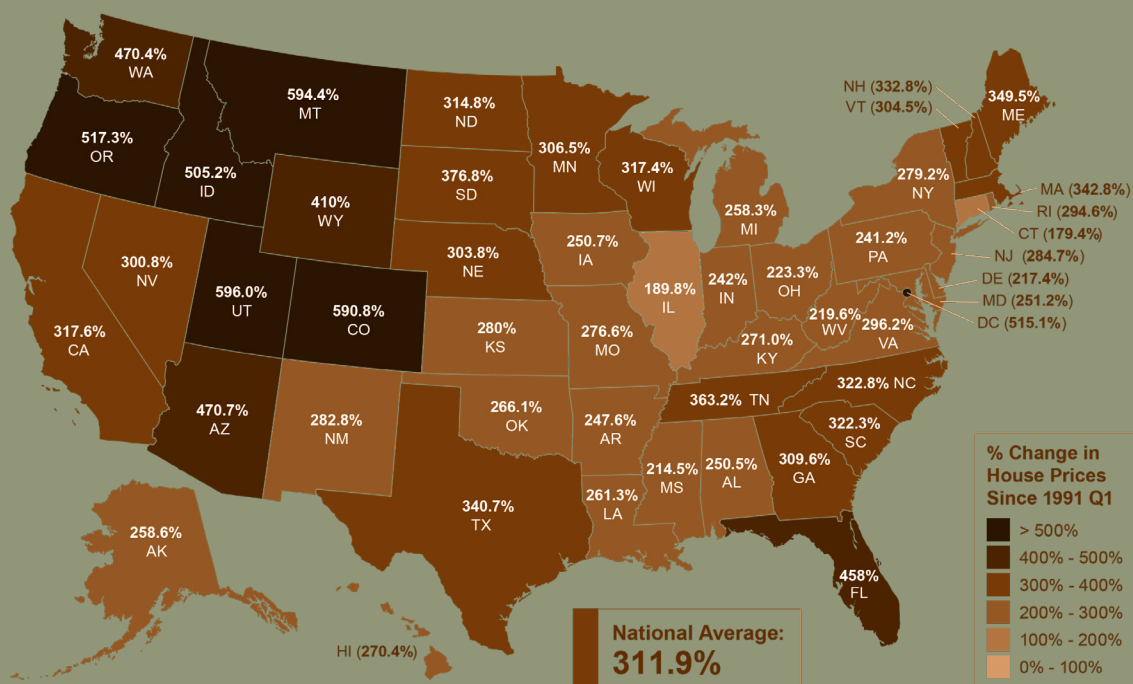 470.4%
WA
594.4%
MT
314.8%
ND
306.5%
MN
317.4%
WI
NH (332.8%)
VT (304.5%)
349.5%
ME
517.3%
OR
505.2%
ID
410%
WY
376.8%
SD
258.3%
MI
279.2%
NY
MA (342.8%)
RI (294.6%)
CT (179.4%)
NJ (284.7%)
DE (217.4%)
MD (251.2%)
DC (515.1%)
300.8%
NV
596.0%
UT
590.8%
CO
303.8%
NE
250.7%
IA
189.8%
IL
242%
IN
223.3%
OH
241.2%
PA
219.6%
WV
296.2%
VA
317.6%
CA
280%
KS
276.6%
MO
271.0%
KY
470.7%
AZ
282.8%
NM
266.1%
OK
247.6%
AR
363.2% TN
322.8% NC
322.3%
SC
340.7%
TX
261.3%
LA
214.5%
MS
250.5%
AL
309.6%
GA
458%
FL
258.6%
AK
HI (270.4%)
National Average:
311.9%
% Change in
House Prices
Since 1991 Q1
> 500%
400% - 500%
300% - 400%
200% - 300%
100% - 200%
0% - 100%